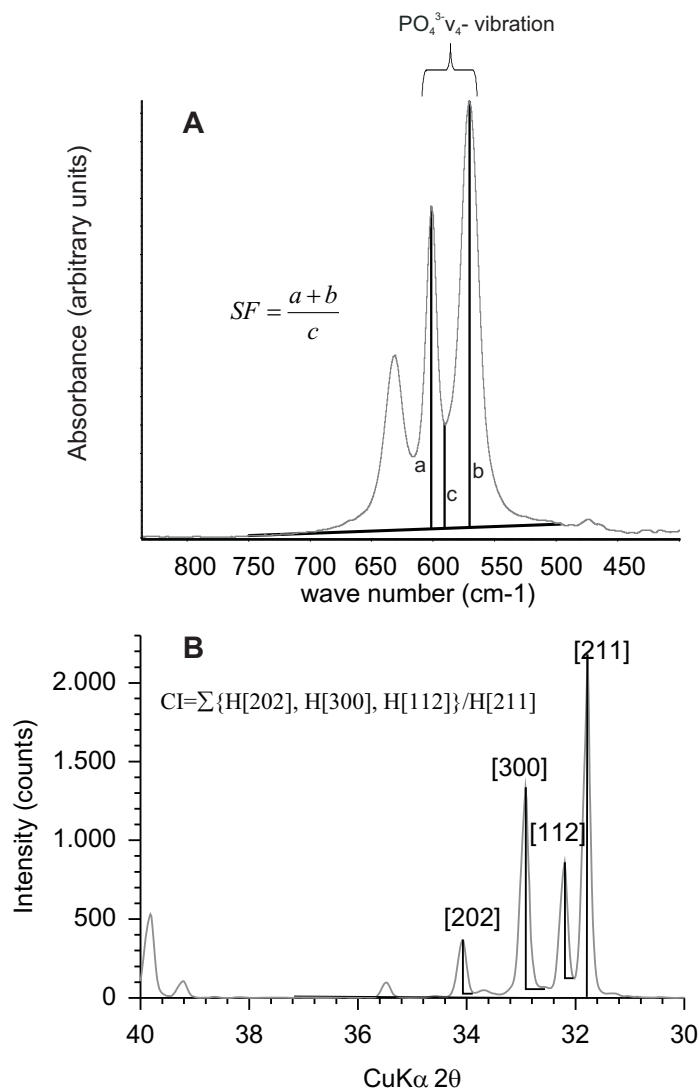 PO₄³⁻v₄- vibration
A
Absorbance (arbitrary units)
SF = (a + b) / c
a
c
b
800 750 700 650 600 550 500 450
wave number (cm-1)
B
[211]
2.000
CI=∑{H[202], H[300], H[112]}/H[211]
1.500
[300]
[112]
1.000
Intensity (counts)
500
[202]
0
40 38 36 34 32 30
CuKα 2θ